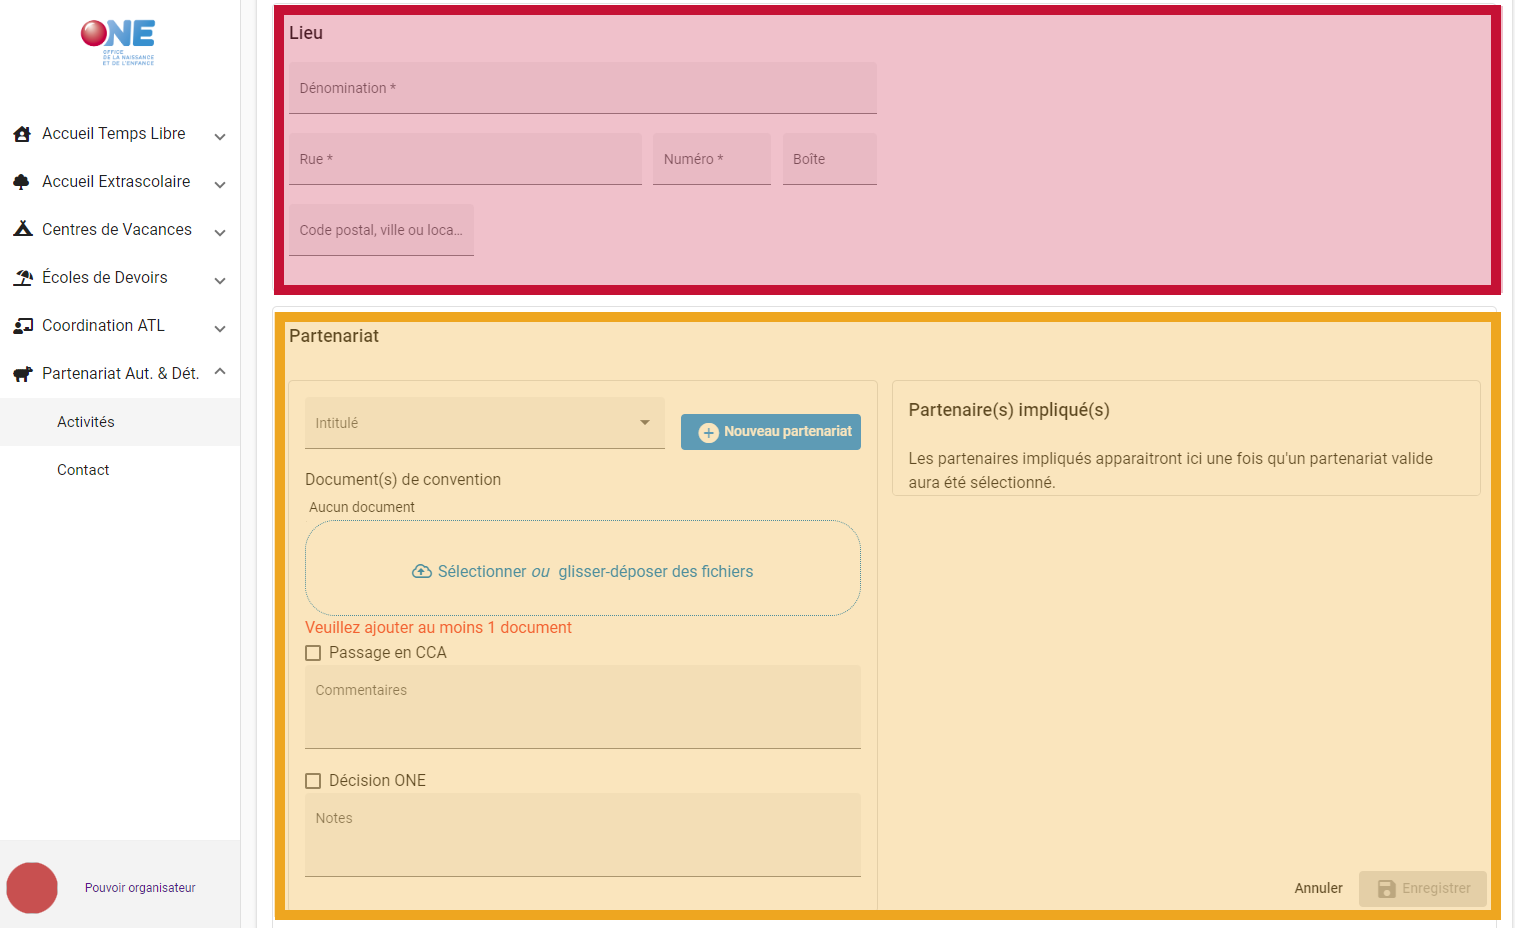 ONE
OFFICE
DE LA NAISSANCE
ET DE L'ENFANCE
Accueil Temps Libre
Accueil Extrascolaire
Centres de Vacances
Écoles de Devoirs
Coordination ATL
Partenariat Aut. & Dét.
Activités
Contact
Pouvoir organisateur
Lieu
Dénomination *
Rue *
Numéro *
Boîte
Code postal, ville ou loca...
Partenariat
Intitulé
Nouveau partenariat
Document(s) de convention
Aucun document
Sélectionner ou glisser-déposer des fichiers
Veuillez ajouter au moins 1 document
Passage en CCA
Commentaires
Décision ONE
Notes
Partenaire(s) impliqué(s)
Les partenaires impliqués apparaitront ici une fois qu'un partenariat valide
aura été sélectionné.
Annuler
Enregistrer